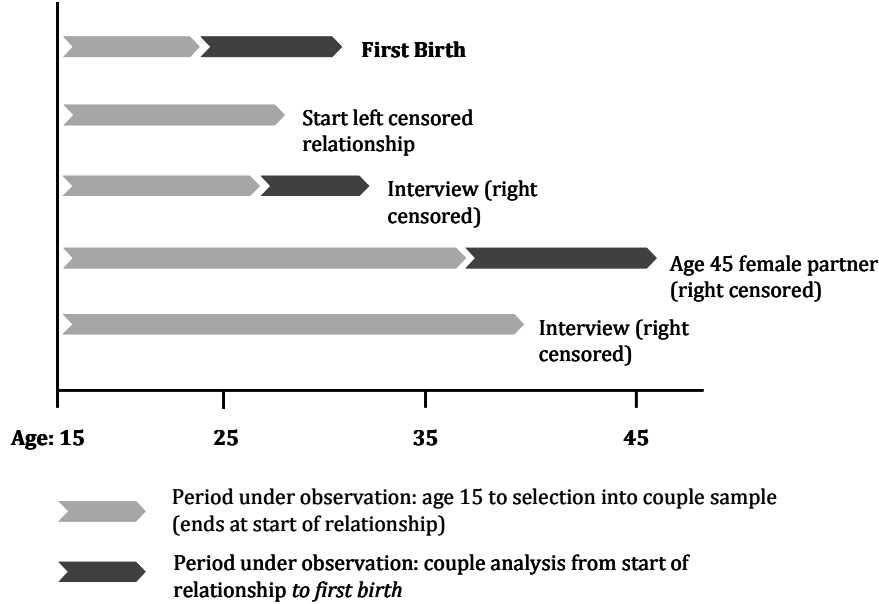 First Birth
Start left censored
relationship
Interview (right
censored)
Age 45 female partner
(right censored)
Interview (right
censored)
Age: 15 25 35 45
Period under observation: age 15 to selection into couple sample
(ends at start of relationship)
Period under observation: couple analysis from start of
relationship to first birth